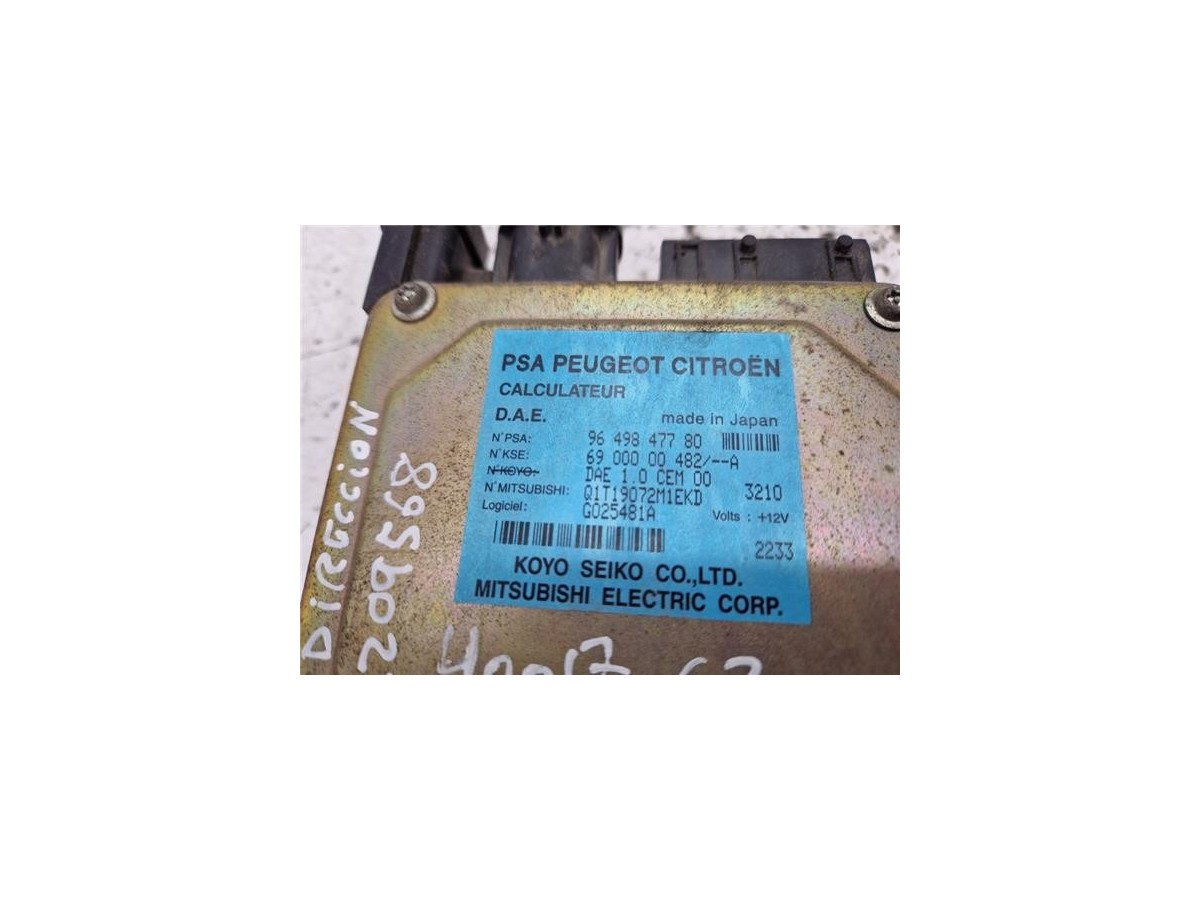 PSA PEUGEOT CITROËN
CALCULATEUR
D.A.E. made in Japan
N°PSA: 96 498 477 80
N°KSE: 69 000 00 482/--A
N°KOYO: DAE 1.0 CEM 00
N°MITSUBISHI: Q1T19072M1EKD 3210
Logiciel: G025481A Volts : +12V
2233
KOYO SEIKO CO.,LTD.
MITSUBISHI ELECTRIC CORP.
DIRECCION
209568